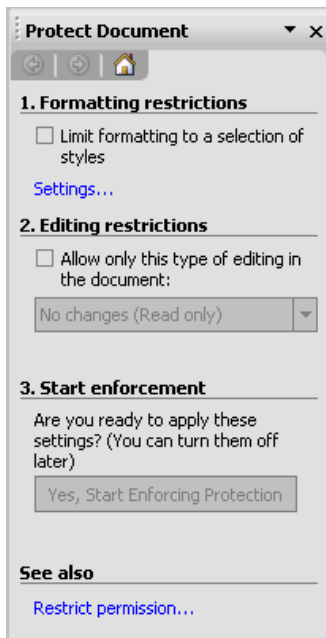 Protect Document
1. Formatting restrictions
Limit formatting to a selection of
styles
Settings...
2. Editing restrictions
Allow only this type of editing in
the document:
No changes (Read only)
3. Start enforcement
Are you ready to apply these
settings? (You can turn them off
later)
Yes, Start Enforcing Protection
See also
Restrict permission...